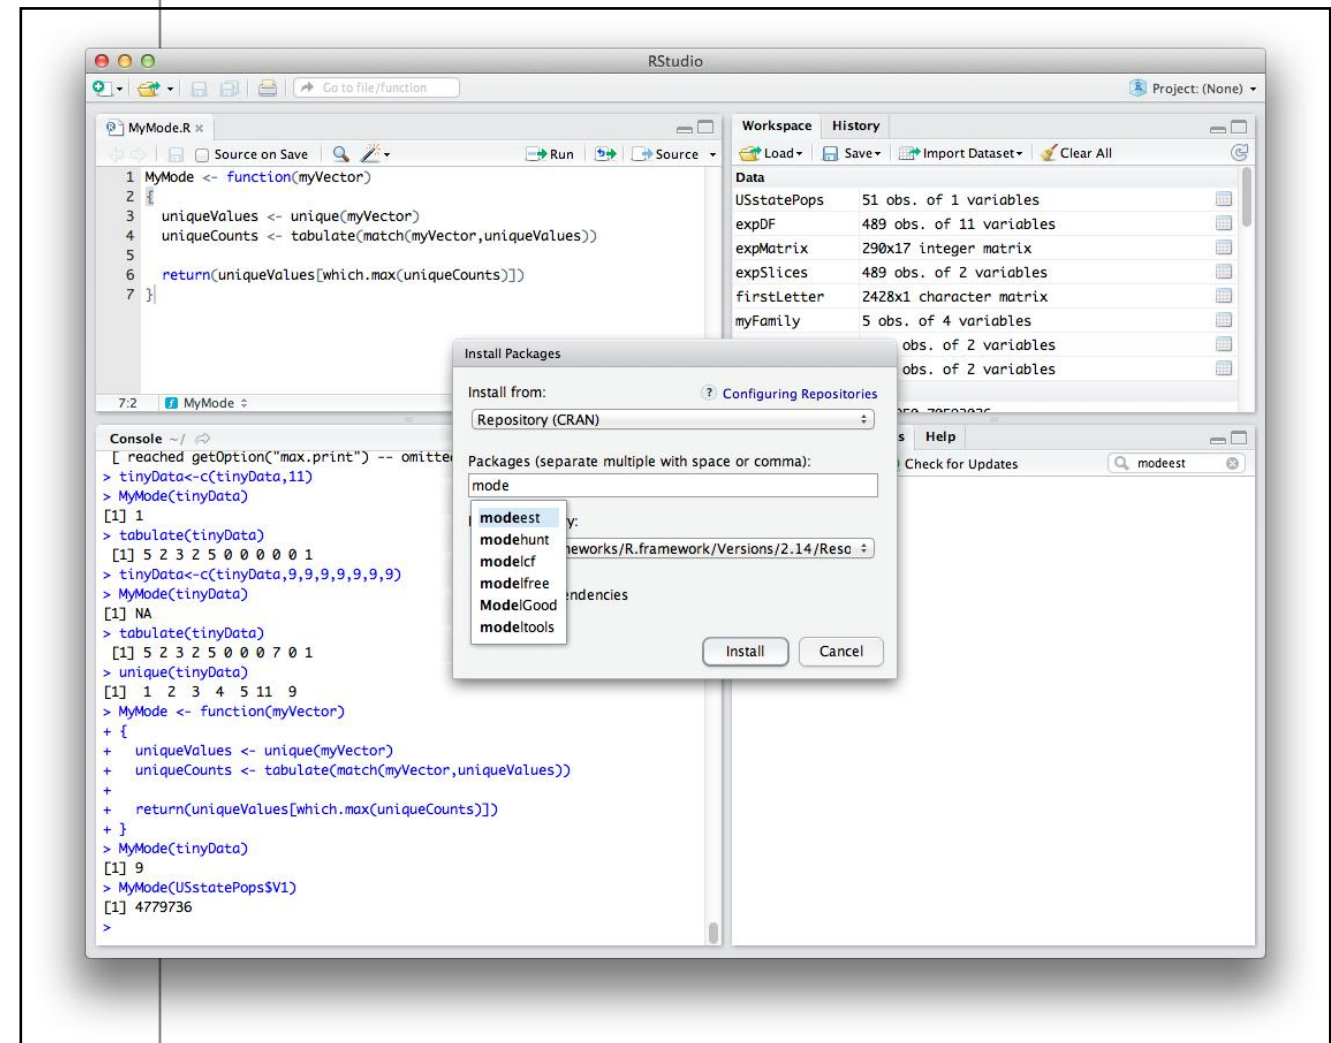 RStudio
Go to file/function
Project: (None)
MyMode.R
Source on Save
Run
Source
1 MyMode <- function(myVector)
2 {
3 uniqueValues <- unique(myVector)
4 uniqueCounts <- tabulate(match(myVector,uniqueValues))
5
6 return(uniqueValues[which.max(uniqueCounts)])
7 }
7:2 MyMode
Workspace History
Load Save Import Dataset Clear All
Data
USstatePops 51 obs. of 1 variables
expDF 489 obs. of 11 variables
expMatrix 290x17 integer matrix
expSlices 489 obs. of 2 variables
firstLetter 2428x1 character matrix
myFamily 5 obs. of 4 variables
obs. of 2 variables
obs. of 2 variables
Install Packages
Install from:
? Configuring Repositories
Repository (CRAN)
Packages (separate multiple with space or comma):
mode
modeest
modehunt
modelcf
modelfree
ModelGood
modeltools
y:
neworks/R.framework/Versions/2.14/Reso
endencies
Install Cancel
s Help
Check for Updates
modeest
Console ~/
[ reached getOption("max.print") -- omitte
> tinyData<-c(tinyData,11)
> MyMode(tinyData)
[1] 1
> tabulate(tinyData)
[1] 5 2 3 2 5 0 0 0 0 0 1
> tinyData<-c(tinyData,9,9,9,9,9,9,9)
> MyMode(tinyData)
[1] NA
> tabulate(tinyData)
[1] 5 2 3 2 5 0 0 0 7 0 1
> unique(tinyData)
[1] 1 2 3 4 5 11 9
> MyMode <- function(myVector)
+ {
+ uniqueValues <- unique(myVector)
+ uniqueCounts <- tabulate(match(myVector,uniqueValues))
+
+ return(uniqueValues[which.max(uniqueCounts)])
+ }
> MyMode(tinyData)
[1] 9
> MyMode(USstatePops$V1)
[1] 4779736
>